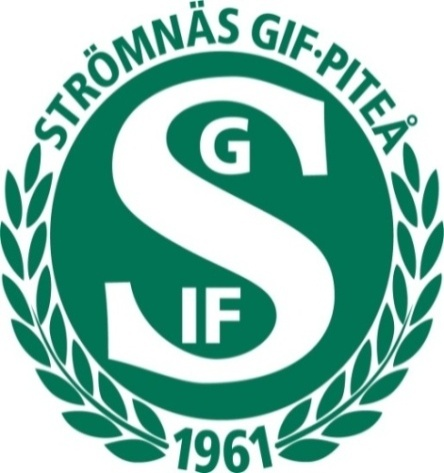 STRÖMNÄS GIF·PITEÅ
G
S
IF
1961